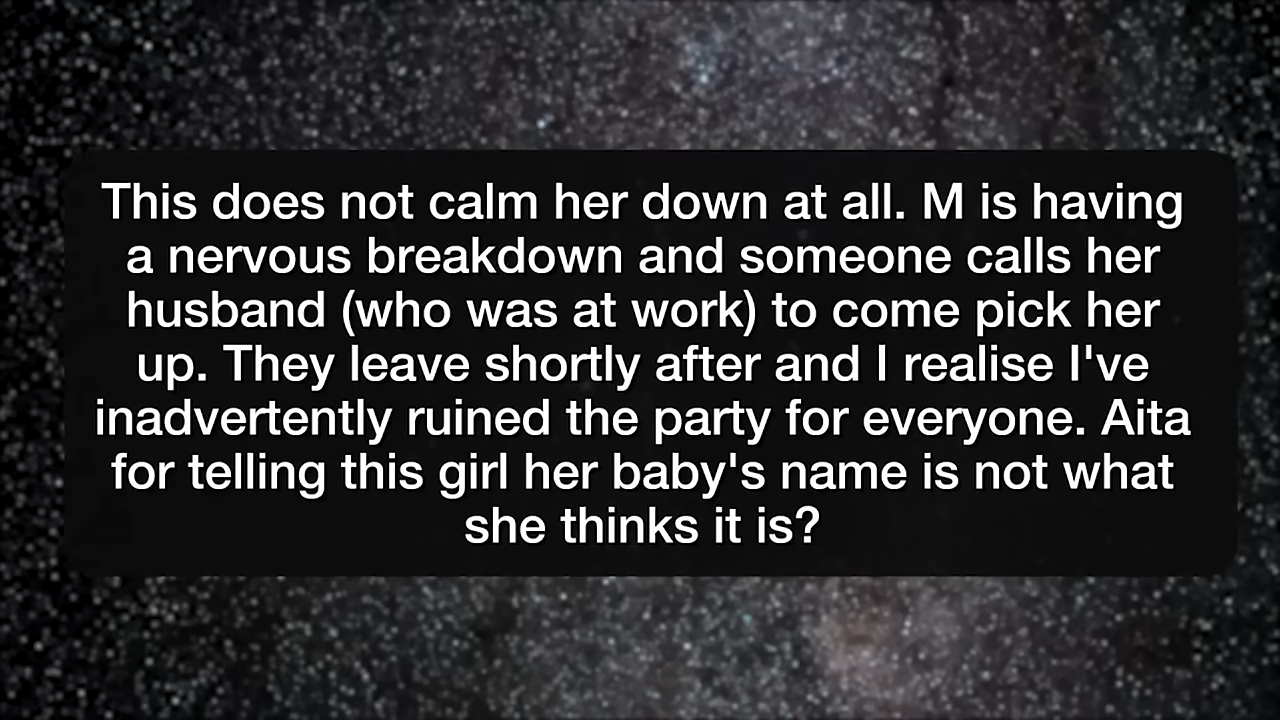 This does not calm her down at all. M is having
a nervous breakdown and someone calls her
husband (who was at work) to come pick her
up. They leave shortly after and I realise I've
inadvertently ruined the party for everyone. Aita
for telling this girl her baby's name is not what
she thinks it is?